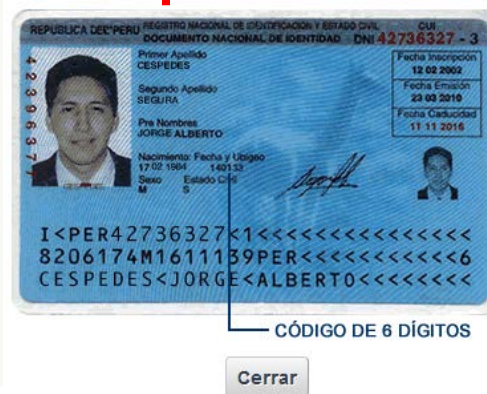 REPUBLICA DEL PERU REGISTRO NACIONAL DE IDENTIFICACION Y ESTADO CIVIL CUI
DOCUMENTO NACIONAL DE IDENTIDAD DNI 42736327 - 3
Primer Apellido
CESPEDES
Segundo Apellido
SEGURA
Pre Nombres
JORGE ALBERTO
Nacimiento: Fecha y Ubigeo
17 02 1984 140133
Sexo Estado Civil
M S
Fecha Inscripción
12 02 2002
Fecha Emisión
23 03 2010
Fecha Caducidad
11 11 2016
42396377
I<PER42736327<1<<<<<<<<<<<<<<<
8206174M1611139PER<<<<<<<<<<<6
CESPEDES<JORGE<ALBERTO<<<<<<<<
CÓDIGO DE 6 DÍGITOS
Cerrar